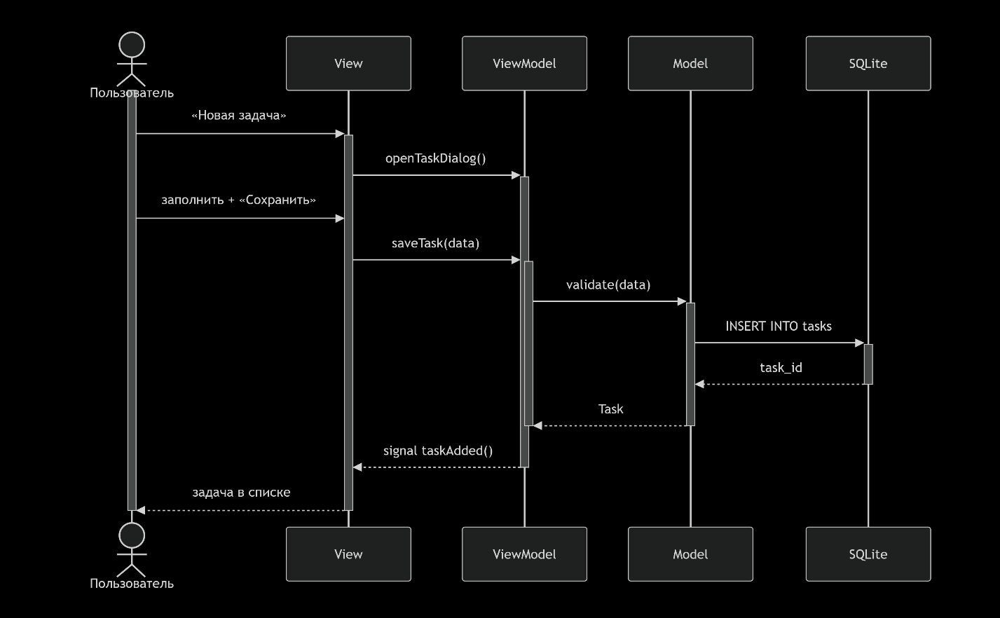 Пользователь
View
ViewModel
Model
SQLite
«Новая задача»
openTaskDialog()
заполнить + «Сохранить»
saveTask(data)
validate(data)
INSERT INTO tasks
task_id
Task
signal taskAdded()
задача в списке
Пользователь
View
ViewModel
Model
SQLite